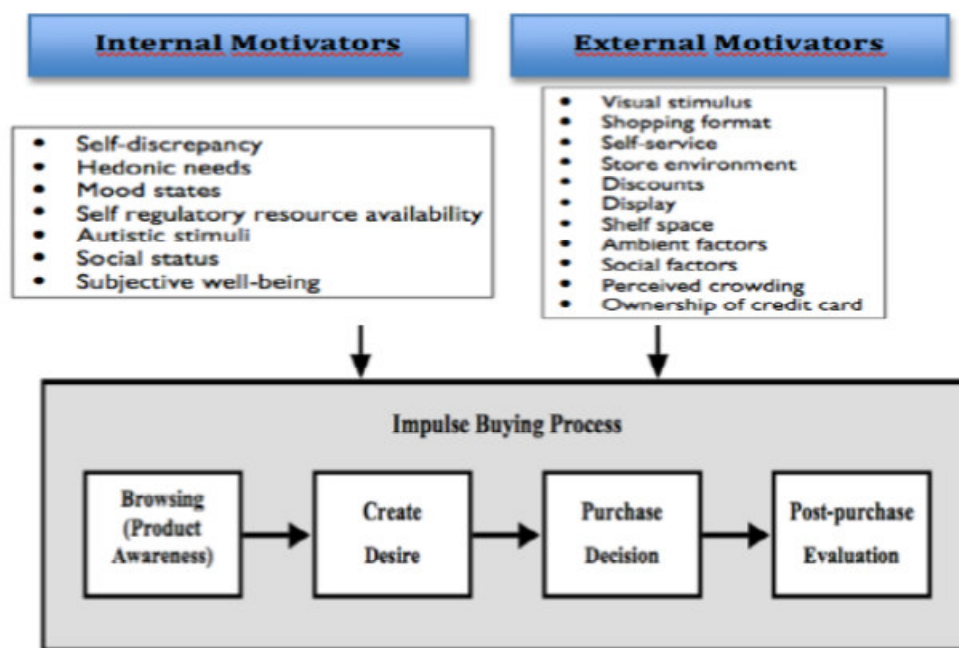 Internal Motivators
External Motivators
• Self-discrepancy
• Hedonic needs
• Mood states
• Self regulatory resource availability
• Autistic stimuli
• Social status
• Subjective well-being
• Visual stimulus
• Shopping format
• Self-service
• Store environment
• Discounts
• Display
• Shelf space
• Ambient factors
• Social factors
• Perceived crowding
• Ownership of credit card
Impulse Buying Process
Browsing
(Product
Awareness)
Create
Desire
Purchase
Decision
Post-purchase
Evaluation